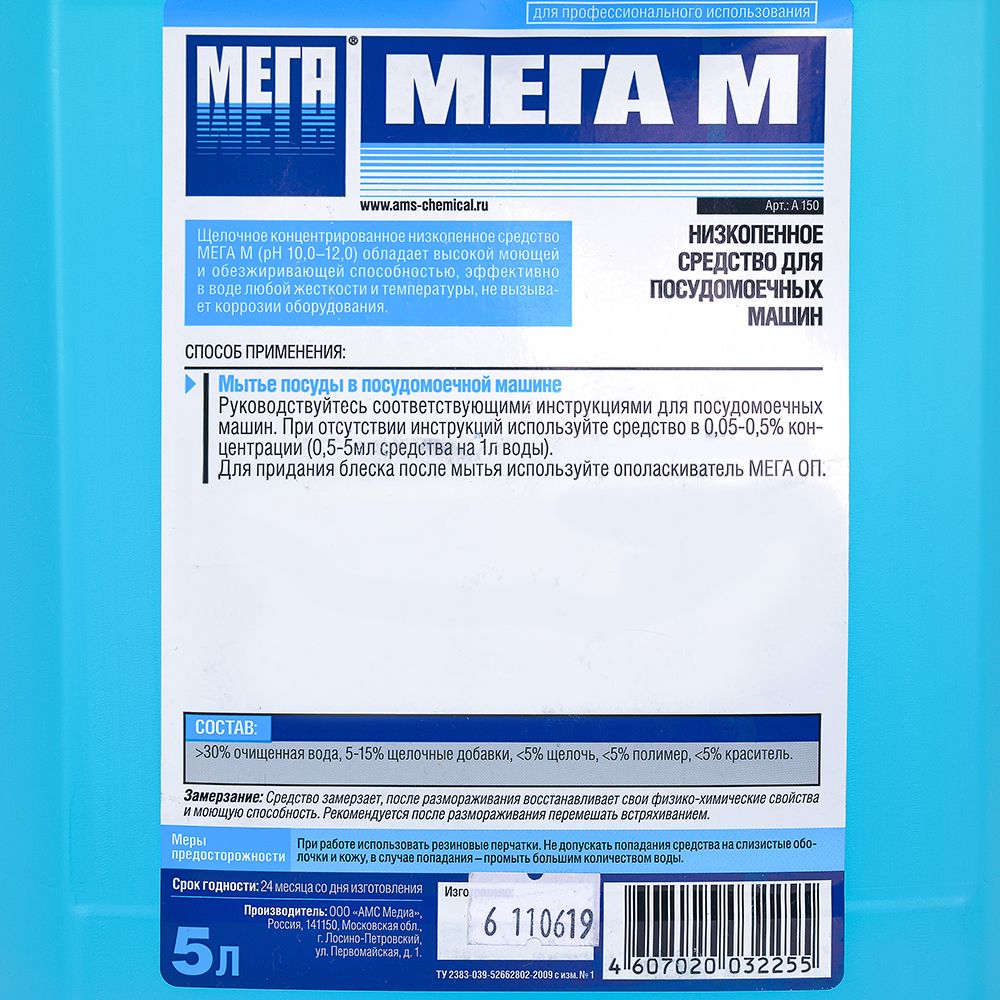 для профессионального использования
МЕГА®
МЕГА М
www.ams-chemical.ru
Арт.: А 150
Щелочное концентрированное низкопенное средство
МЕГА М (pH 10,0–12,0) обладает высокой моющей
и обезжиривающей способностью, эффективно
в воде любой жесткости и температуры, не вызыва-
ет коррозии оборудования.
НИЗКОПЕННОЕ
СРЕДСТВО ДЛЯ
ПОСУДОМОЕЧНЫХ
МАШИН
СПОСОБ ПРИМЕНЕНИЯ:
Мытье посуды в посудомоечной машине
Руководствуйтесь соответствующими инструкциями для посудомоечных
машин. При отсутствии инструкций используйте средство в 0,05-0,5% кон-
центрации (0,5-5мл средства на 1л воды).
Для придания блеска после мытья используйте ополаскиватель МЕГА ОП.
СОСТАВ:
>30% очищенная вода, 5-15% щелочные добавки, <5% щелочь, <5% полимер, <5% краситель.
Замерзание: Средство замерзает, после размораживания восстанавливает свои физико-химические свойства
и моющую способность. Рекомендуется после размораживания перемешать встряхиванием.
Меры
предосторожности
При работе использовать резиновые перчатки. Не допускать попадания средства на слизистые обо-
лочки и кожу, в случае попадания – промыть большим количеством воды.
Срок годности: 24 месяца со дня изготовления
Производитель: ООО «АМС Медиа»,
Россия, 141150, Московская обл.,
г. Лосино-Петровский,
ул. Первомайская, д. 1.
5л
Изготовлено:
6 110619
ТУ 2383-039-52662802-2009 с изм. № 1
4 607020 032255